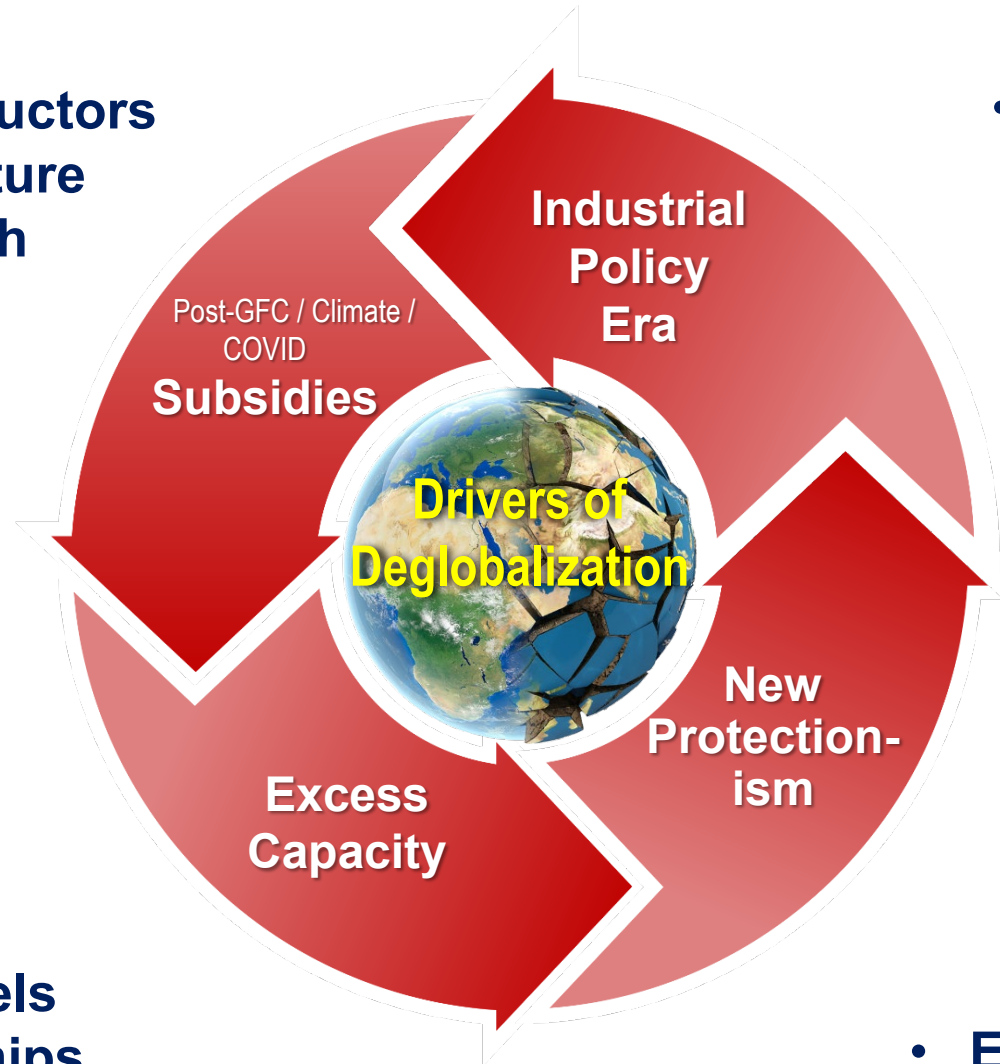 Industrial
Policy
Era
Post-GFC / Climate /
COVID
Subsidies
Drivers of
Deglobalization
New
Protection-
ism
Excess
Capacity